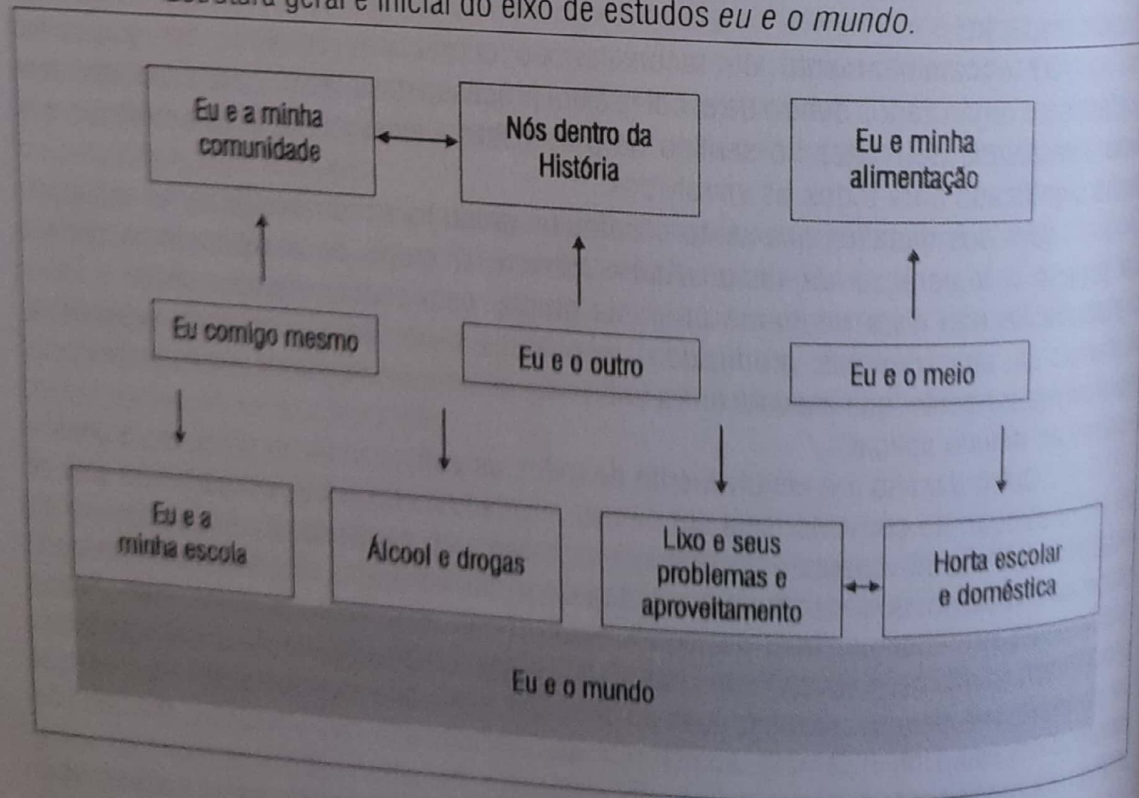 geral e inicial do eixo de estudos eu e o mundo.
Eu e a minha
comunidade
Nós dentro da
História
Eu e minha
alimentação
Eu comigo mesmo
Eu e o outro
Eu e o meio
Eu e a
minha escola
Álcool e drogas
Lixo e seus
problemas e
aproveitamento
Horta escolar
e doméstica
Eu e o mundo